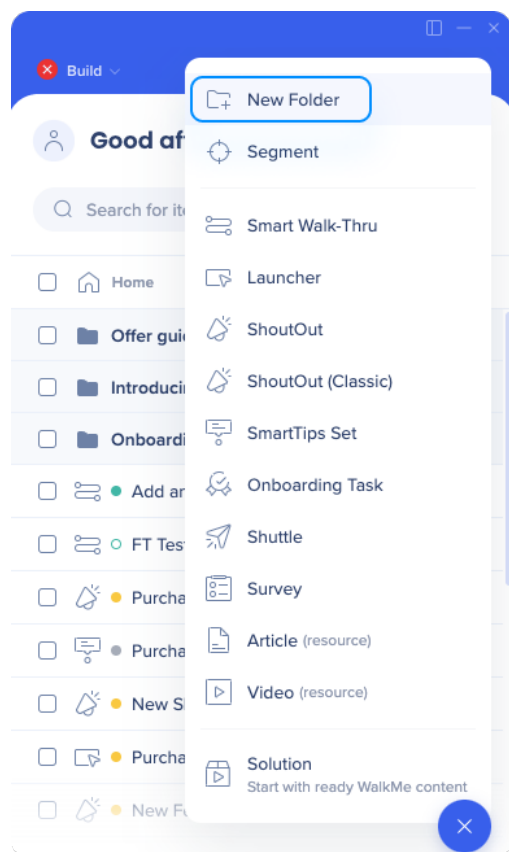 Build
Good af
Search for ite
Home
Offer guid
Introducin
Onboardi
Add an
FT Tes
Purcha
Purcha
New S
Purcha
New F
New Folder
Segment
Smart Walk-Thru
Launcher
ShoutOut
ShoutOut (Classic)
SmartTips Set
Onboarding Task
Shuttle
Survey
Article (resource)
Video (resource)
Solution
Start with ready WalkMe content